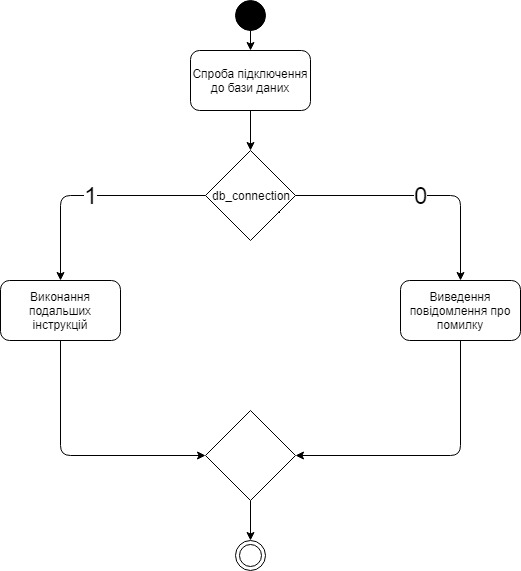 Спроба підключення
до бази даних
db_connection
1
0
Виконання
подальших
інструкцій
Виведення
повідомлення про
помилку